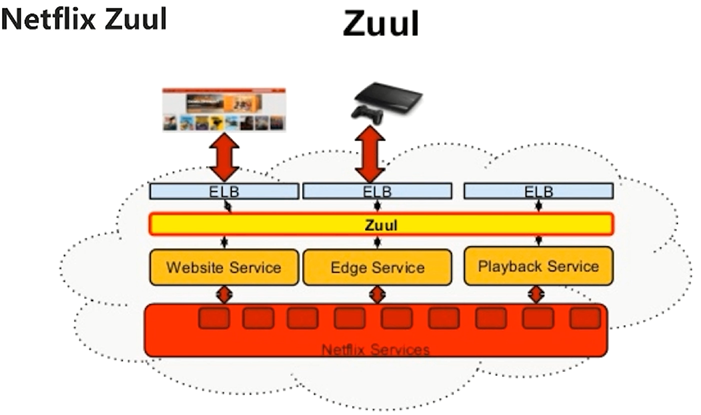 Netflix Zuul
Zuul
ELB
ELB
ELB
Zuul
Website Service
Edge Service
Playback Service
Netflix Services